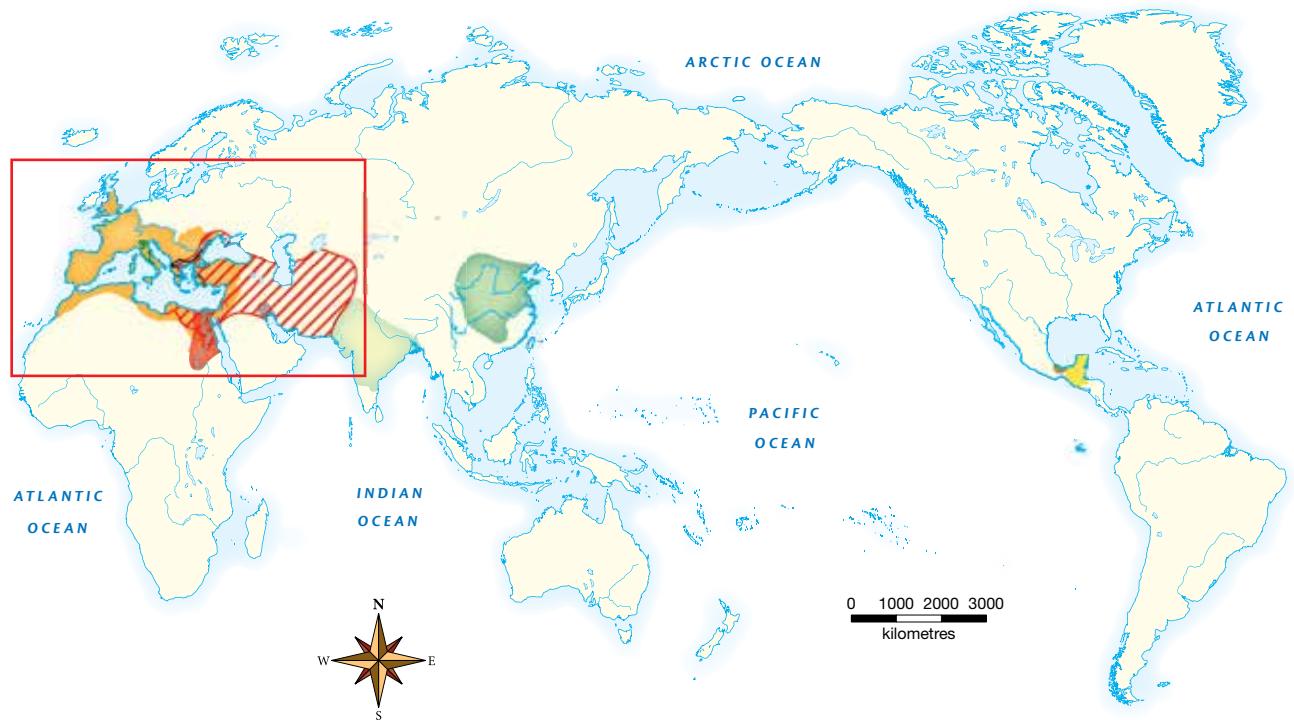 ARCTIC OCEAN
ATLANTIC
OCEAN
PACIFIC
OCEAN
ATLANTIC
OCEAN
INDIAN
OCEAN
0 1000 2000 3000
kilometres
N
W E
S